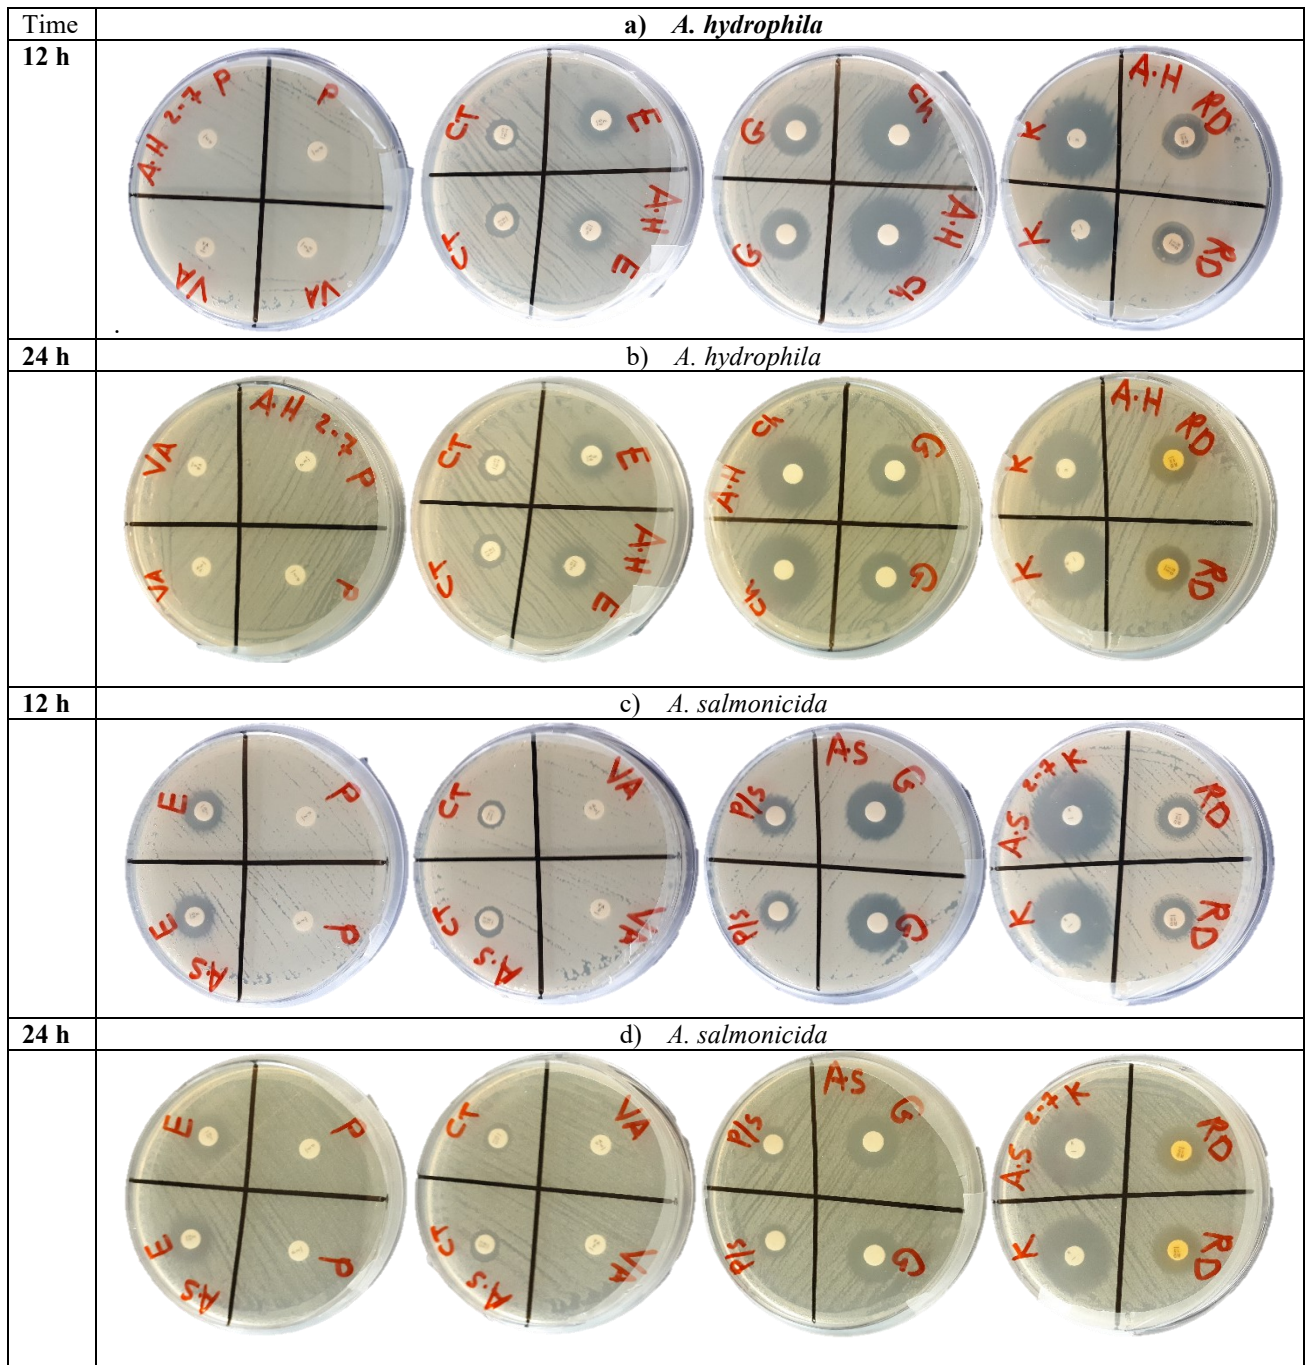 Time a) A. hydrophila
12 h
A·H 2-7 P P
VA VA
CT E
CT A·H E
G Ch
G A·H Ch
K A·H RD
K RD
.
24 h b) A. hydrophila
VA A·H 2-7 P
VA P
CT E
CT A·H E
A·H Ch G
Ch G
K A·H RD
K RD
12 h c) A. salmonicida
E P
E A·S P
CT VA
CT A·S VA
P/S A·S G
P/S G
A·S 2-7 K RD
K RD
24 h d) A. salmonicida
E P
E A·S P
CT VA
CT A·S VA
P/S A·S G
P/S G
A·S 2-7 K RD
K RD